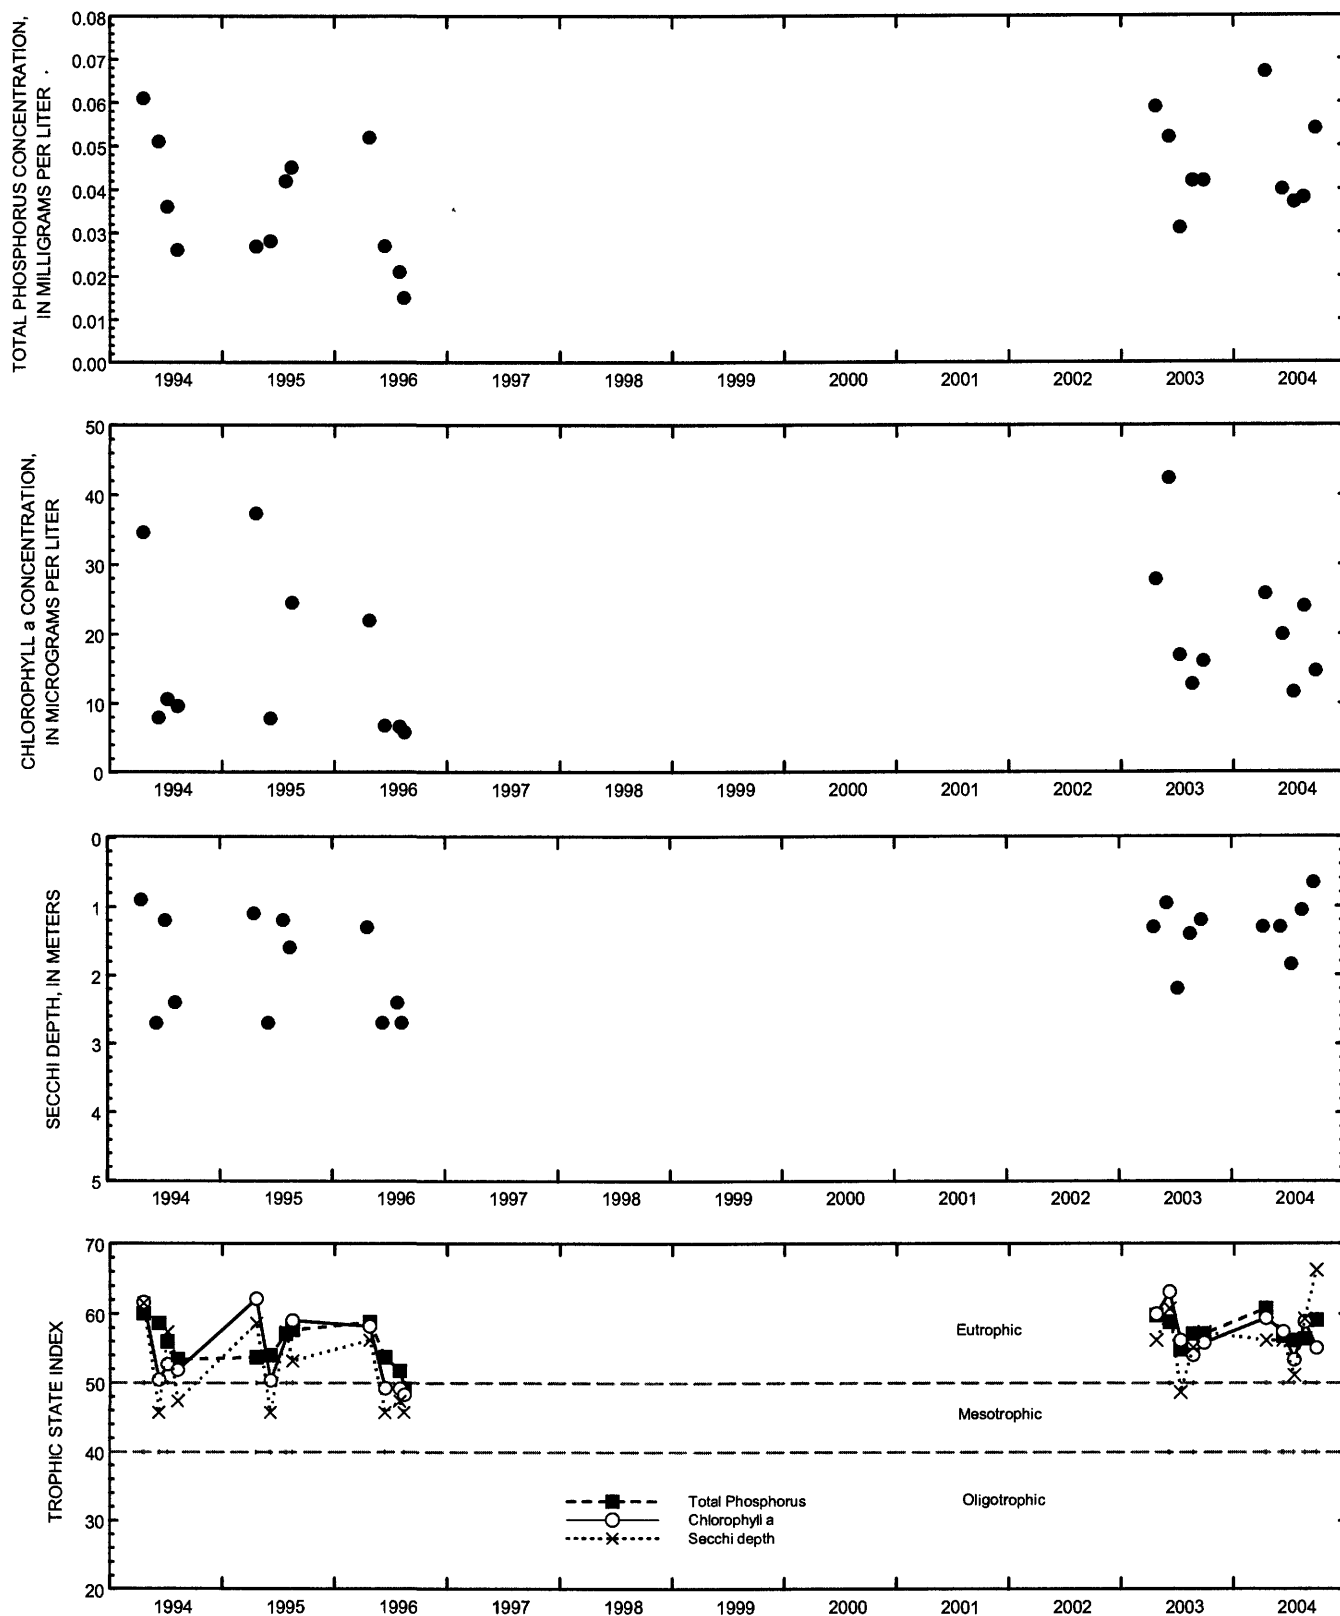 TOTAL PHOSPHORUS CONCENTRATION,
IN MILLIGRAMS PER LITER
0.08
0.07
0.06
0.05
0.04
0.03
0.02
0.01
0.00
1994 1995 1996 1997 1998 1999 2000 2001 2002 2003 2004
CHLOROPHYLL a CONCENTRATION,
IN MICROGRAMS PER LITER
50
40
30
20
10
0
1994 1995 1996 1997 1998 1999 2000 2001 2002 2003 2004
SECCHI DEPTH, IN METERS
0
1
2
3
4
5
1994 1995 1996 1997 1998 1999 2000 2001 2002 2003 2004
TROPHIC STATE INDEX
70
60
50
40
30
20
Eutrophic
Mesotrophic
Oligotrophic
Total Phosphorus
Chlorophyll a
Secchi depth
1994 1995 1996 1997 1998 1999 2000 2001 2002 2003 2004